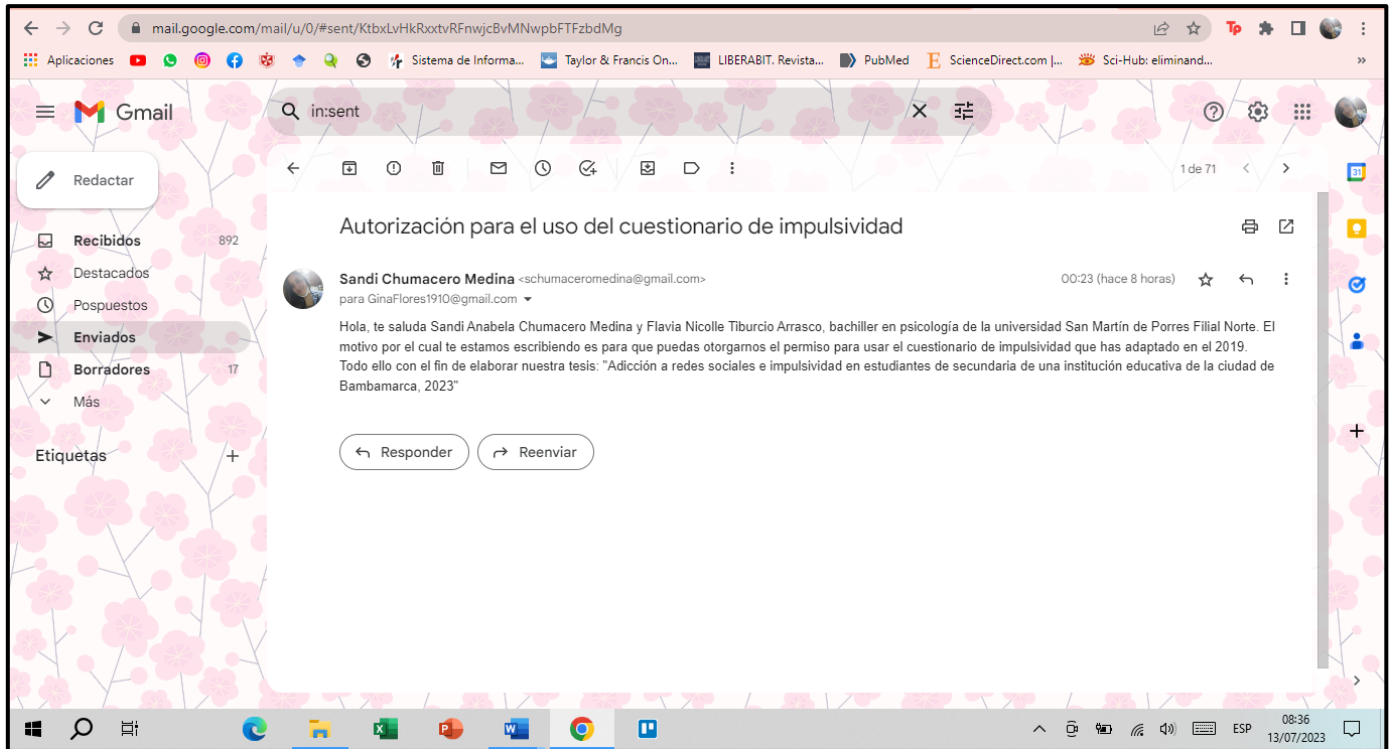 mail.google.com/mail/u/0/#sent/KtbxLvHkRxxtvRFnwjcBvMNwpbFTFzbdMg
Tp
Aplicaciones Sistema de Informa... Taylor & Francis On... LIBERABIT. Revista... PubMed E ScienceDirect.com |... Sci-Hub: eliminand... »
Gmail
in:sent
Redactar
1 de 71
31
Autorización para el uso del cuestionario de impulsividad
Recibidos 892
Destacados
Pospuestos
Enviados
Borradores 17
Más
Etiquetas +
Sandi Chumacero Medina <schumaceromedina@gmail.com> 00:23 (hace 8 horas)
para GinaFlores1910@gmail.com
Hola, te saluda Sandi Anabela Chumacero Medina y Flavia Nicolle Tiburcio Arrasco, bachiller en psicología de la universidad San Martín de Porres Filial Norte. El
motivo por el cual te estamos escribiendo es para que puedas otorgarnos el permiso para usar el cuestionario de impulsividad que has adaptado en el 2019.
Todo ello con el fin de elaborar nuestra tesis: "Adicción a redes sociales e impulsividad en estudiantes de secundaria de una institución educativa de la ciudad de
Bambamarca, 2023"
Responder Reenviar
ESP 08:36
13/07/2023